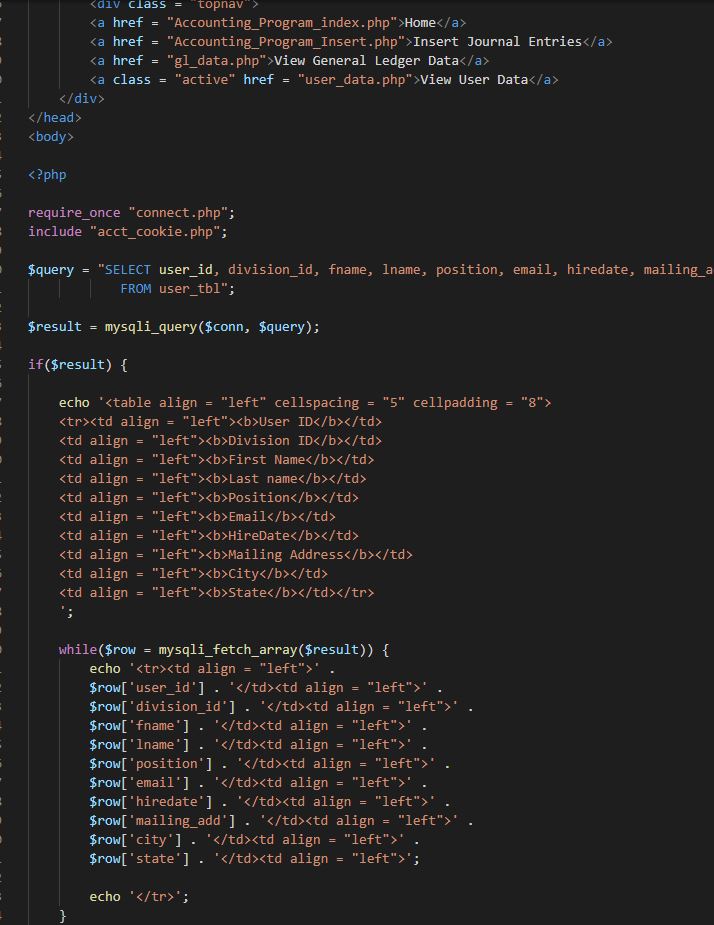 <div class = "topnav">
<a href = "Accounting_Program_index.php">Home</a>
<a href = "Accounting_Program_Insert.php">Insert Journal Entries</a>
<a href = "gl_data.php">View General Ledger Data</a>
<a class = "active" href = "user_data.php">View User Data</a>
</div>
</head>
<body>
<?php
require_once "connect.php";
include "acct_cookie.php";
$query = "SELECT user_id, division_id, fname, lname, position, email, hiredate, mailing_a
FROM user_tbl";
$result = mysqli_query($conn, $query);
if($result) {
echo '<table align = "left" cellspacing = "5" cellpadding = "8">
<tr><td align = "left"><b>User ID</b></td>
<td align = "left"><b>Division ID</b></td>
<td align = "left"><b>First Name</b></td>
<td align = "left"><b>Last name</b></td>
<td align = "left"><b>Position</b></td>
<td align = "left"><b>Email</b></td>
<td align = "left"><b>HireDate</b></td>
<td align = "left"><b>Mailing Address</b></td>
<td align = "left"><b>City</b></td>
<td align = "left"><b>State</b></td></tr>
';
while($row = mysqli_fetch_array($result)) {
echo '<tr><td align = "left">' .
$row['user_id'] . '</td><td align = "left">' .
$row['division_id'] . '</td><td align = "left">' .
$row['fname'] . '</td><td align = "left">' .
$row['lname'] . '</td><td align = "left">' .
$row['position'] . '</td><td align = "left">' .
$row['email'] . '</td><td align = "left">' .
$row['hiredate'] . '</td><td align = "left">' .
$row['mailing_add'] . '</td><td align = "left">' .
$row['city'] . '</td><td align = "left">' .
$row['state'] . '</td><td align = "left">';
echo '</tr>';
}